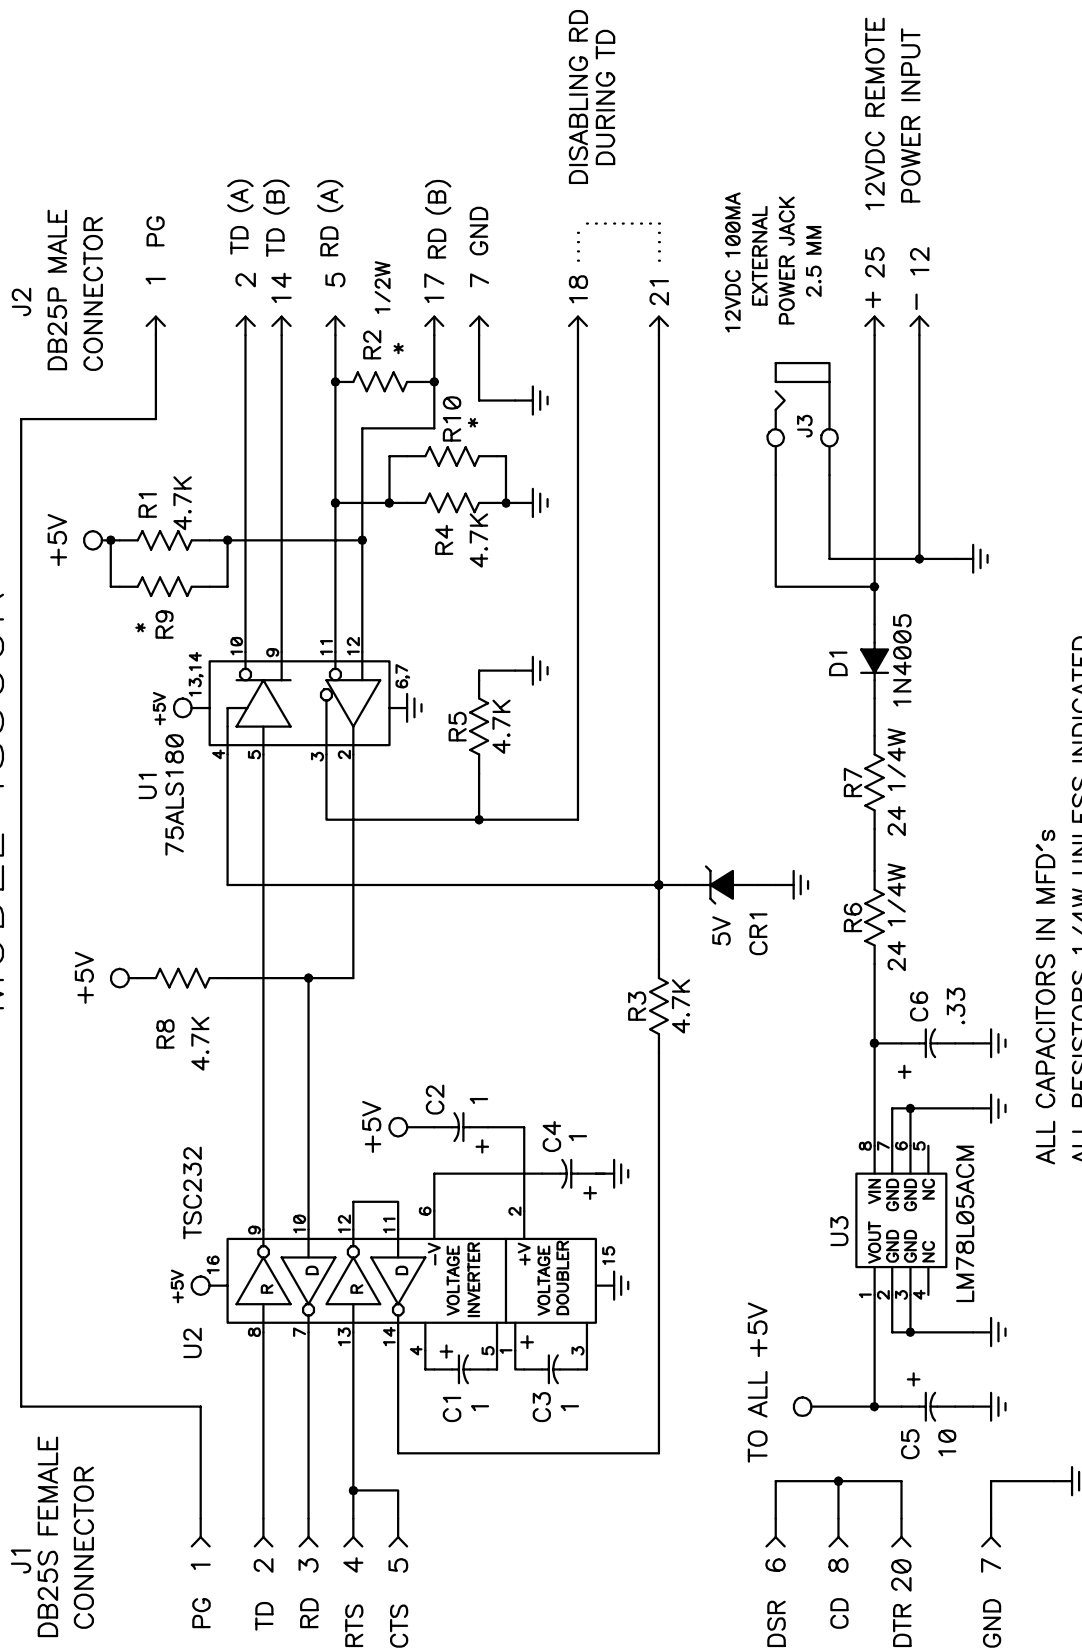 J1
DB25S FEMALE
CONNECTOR
J2
DB25P MALE
CONNECTOR
PG 1
TD 2
RD 3
RTS 4
CTS 5
DSR 6
CD 8
DTR 20
GND 7
1 PG
2 TD (A)
14 TD (B)
5 RD (A)
17 RD (B)
7 GND
18
21
DISABLING RD
DURING TD
+5V
R8
4.7K
+5V
R1
4.7K
*
R9
U2
+5V
16
TSC232
8
R
9
7
D
10
13
R
12
14
D
11
4
-V
6
VOLTAGE
INVERTER
5
1
+V
2
VOLTAGE
DOUBLER
3
15
+
C1
1
+
C3
1
+5V
C2
1
+
C4
1
+
U1
75ALS180
+5V
13,14
4
5
3
2
10
9
11
12
6,7
R5
4.7K
R4
4.7K
R10
*
R2
*
1/2W
R3
4.7K
5V
CR1
12VDC 100MA
EXTERNAL
POWER JACK
2.5 MM
J3
+ 25
12VDC REMOTE
- 12
POWER INPUT
TO ALL +5V
C5
10
+
U3
1 VOUT VIN 8
2 GND GND 7
3 GND GND 6
4 NC NC 5
LM78L05ACM
+
C6
.33
R6
24 1/4W
R7
24 1/4W
D1
1N4005
ALL CAPACITORS IN MFD's